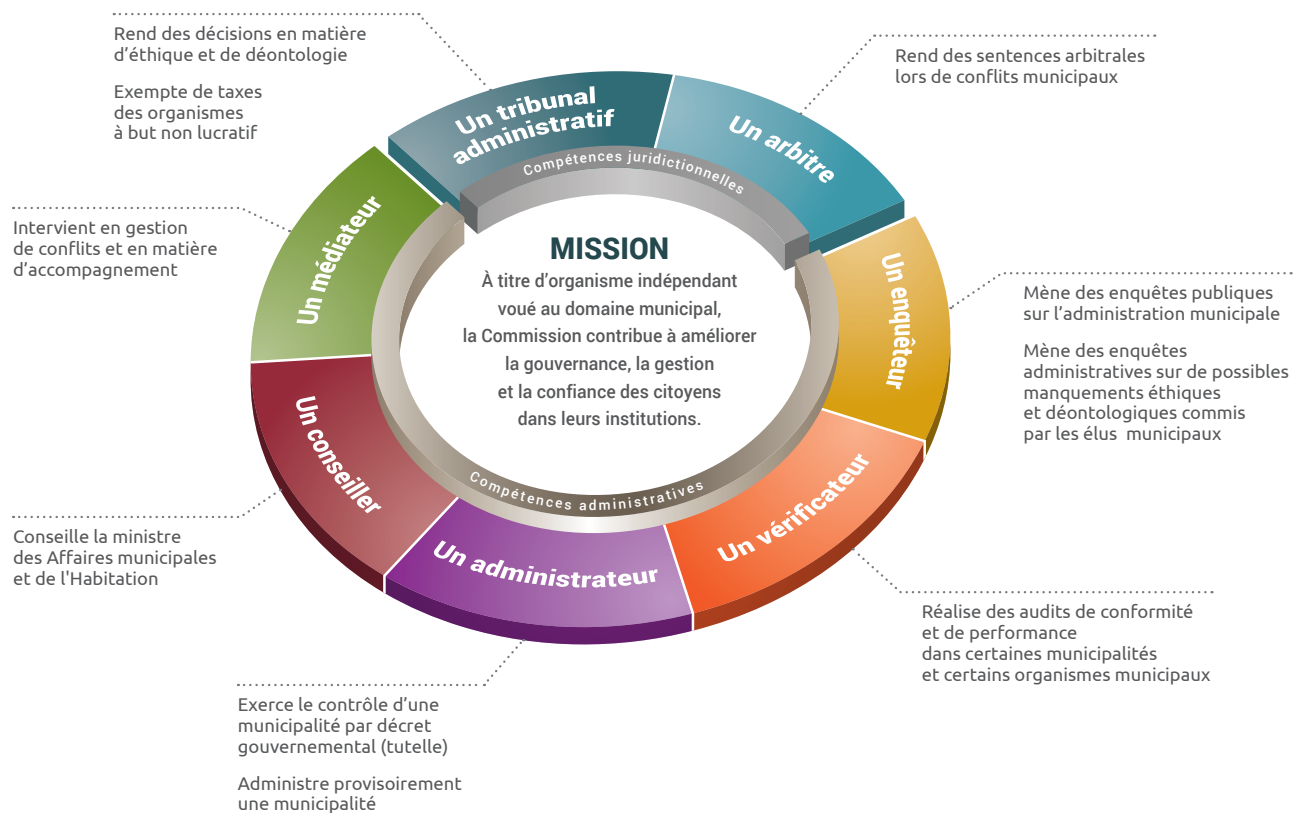 Rend des décisions en matière
d'éthique et de déontologie
Exempte de taxes
des organismes
à but non lucratif
Rend des sentences arbitrales
lors de conflits municipaux
Un tribunal
administratif
Un arbitre
Compétences juridictionnelles
Intervient en gestion
de conflits et en matière
d'accompagnement
Un médiateur
MISSION
À titre d'organisme indépendant
voué au domaine municipal,
la Commission contribue à améliorer
la gouvernance, la gestion
et la confiance des citoyens
dans leurs institutions.
Un enquêteur
Mène des enquêtes publiques
sur l'administration municipale
Mène des enquêtes
administratives sur de possibles
manquements éthiques
et déontologiques commis
par les élus  municipaux
Un conseiller
Compétences administratives
Un vérificateur
Conseille la ministre
des Affaires municipales
et de l'Habitation
Un administrateur
Réalise des audits de conformité
et de performance
dans certaines municipalités
et certains organismes municipaux
Exerce le contrôle d'une
municipalité par décret
gouvernemental (tutelle)
Administre provisoirement
une municipalité